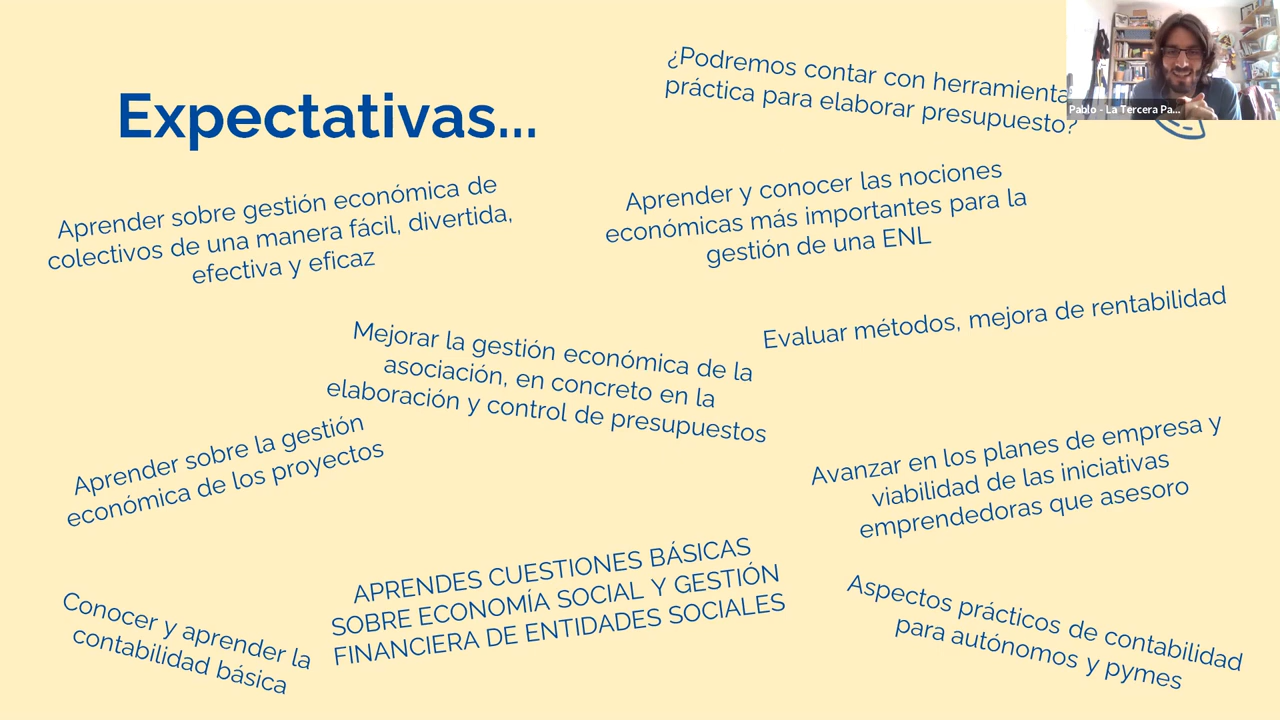 Expectativas...
¿Podremos contar con herramienta
práctica para elaborar presupuesto?
Pablo - La Tercera Pa...
Aprender sobre gestión económica de
colectivos de una manera fácil, divertida,
efectiva y eficaz
Aprender y conocer las nociones
económicas más importantes para la
gestión de una ENL
Mejorar la gestión económica de la
asociación, en concreto en la
elaboración y control de presupuestos
Evaluar métodos, mejora de rentabilidad
Aprender sobre la gestión
económica de los proyectos
Avanzar en los planes de empresa y
viabilidad de las iniciativas
emprendedoras que asesoro
Conocer y aprender la
contabilidad básica
APRENDES CUESTIONES BÁSICAS
SOBRE ECONOMÍA SOCIAL Y GESTIÓN
FINANCIERA DE ENTIDADES SOCIALES
Aspectos prácticos de contabilidad
para autónomos y pymes